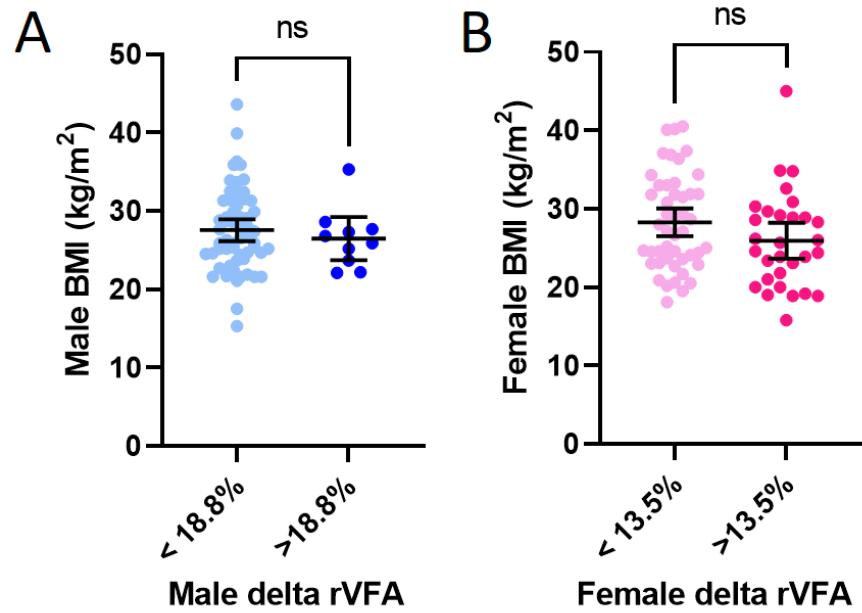 A
ns
Male BMI (kg/m²)
50
40
30
20
10
0
< 18.8%
>18.8%
Male delta rVFA
B
ns
Female BMI (kg/m²)
50
40
30
20
10
0
< 13.5%
>13.5%
Female delta rVFA